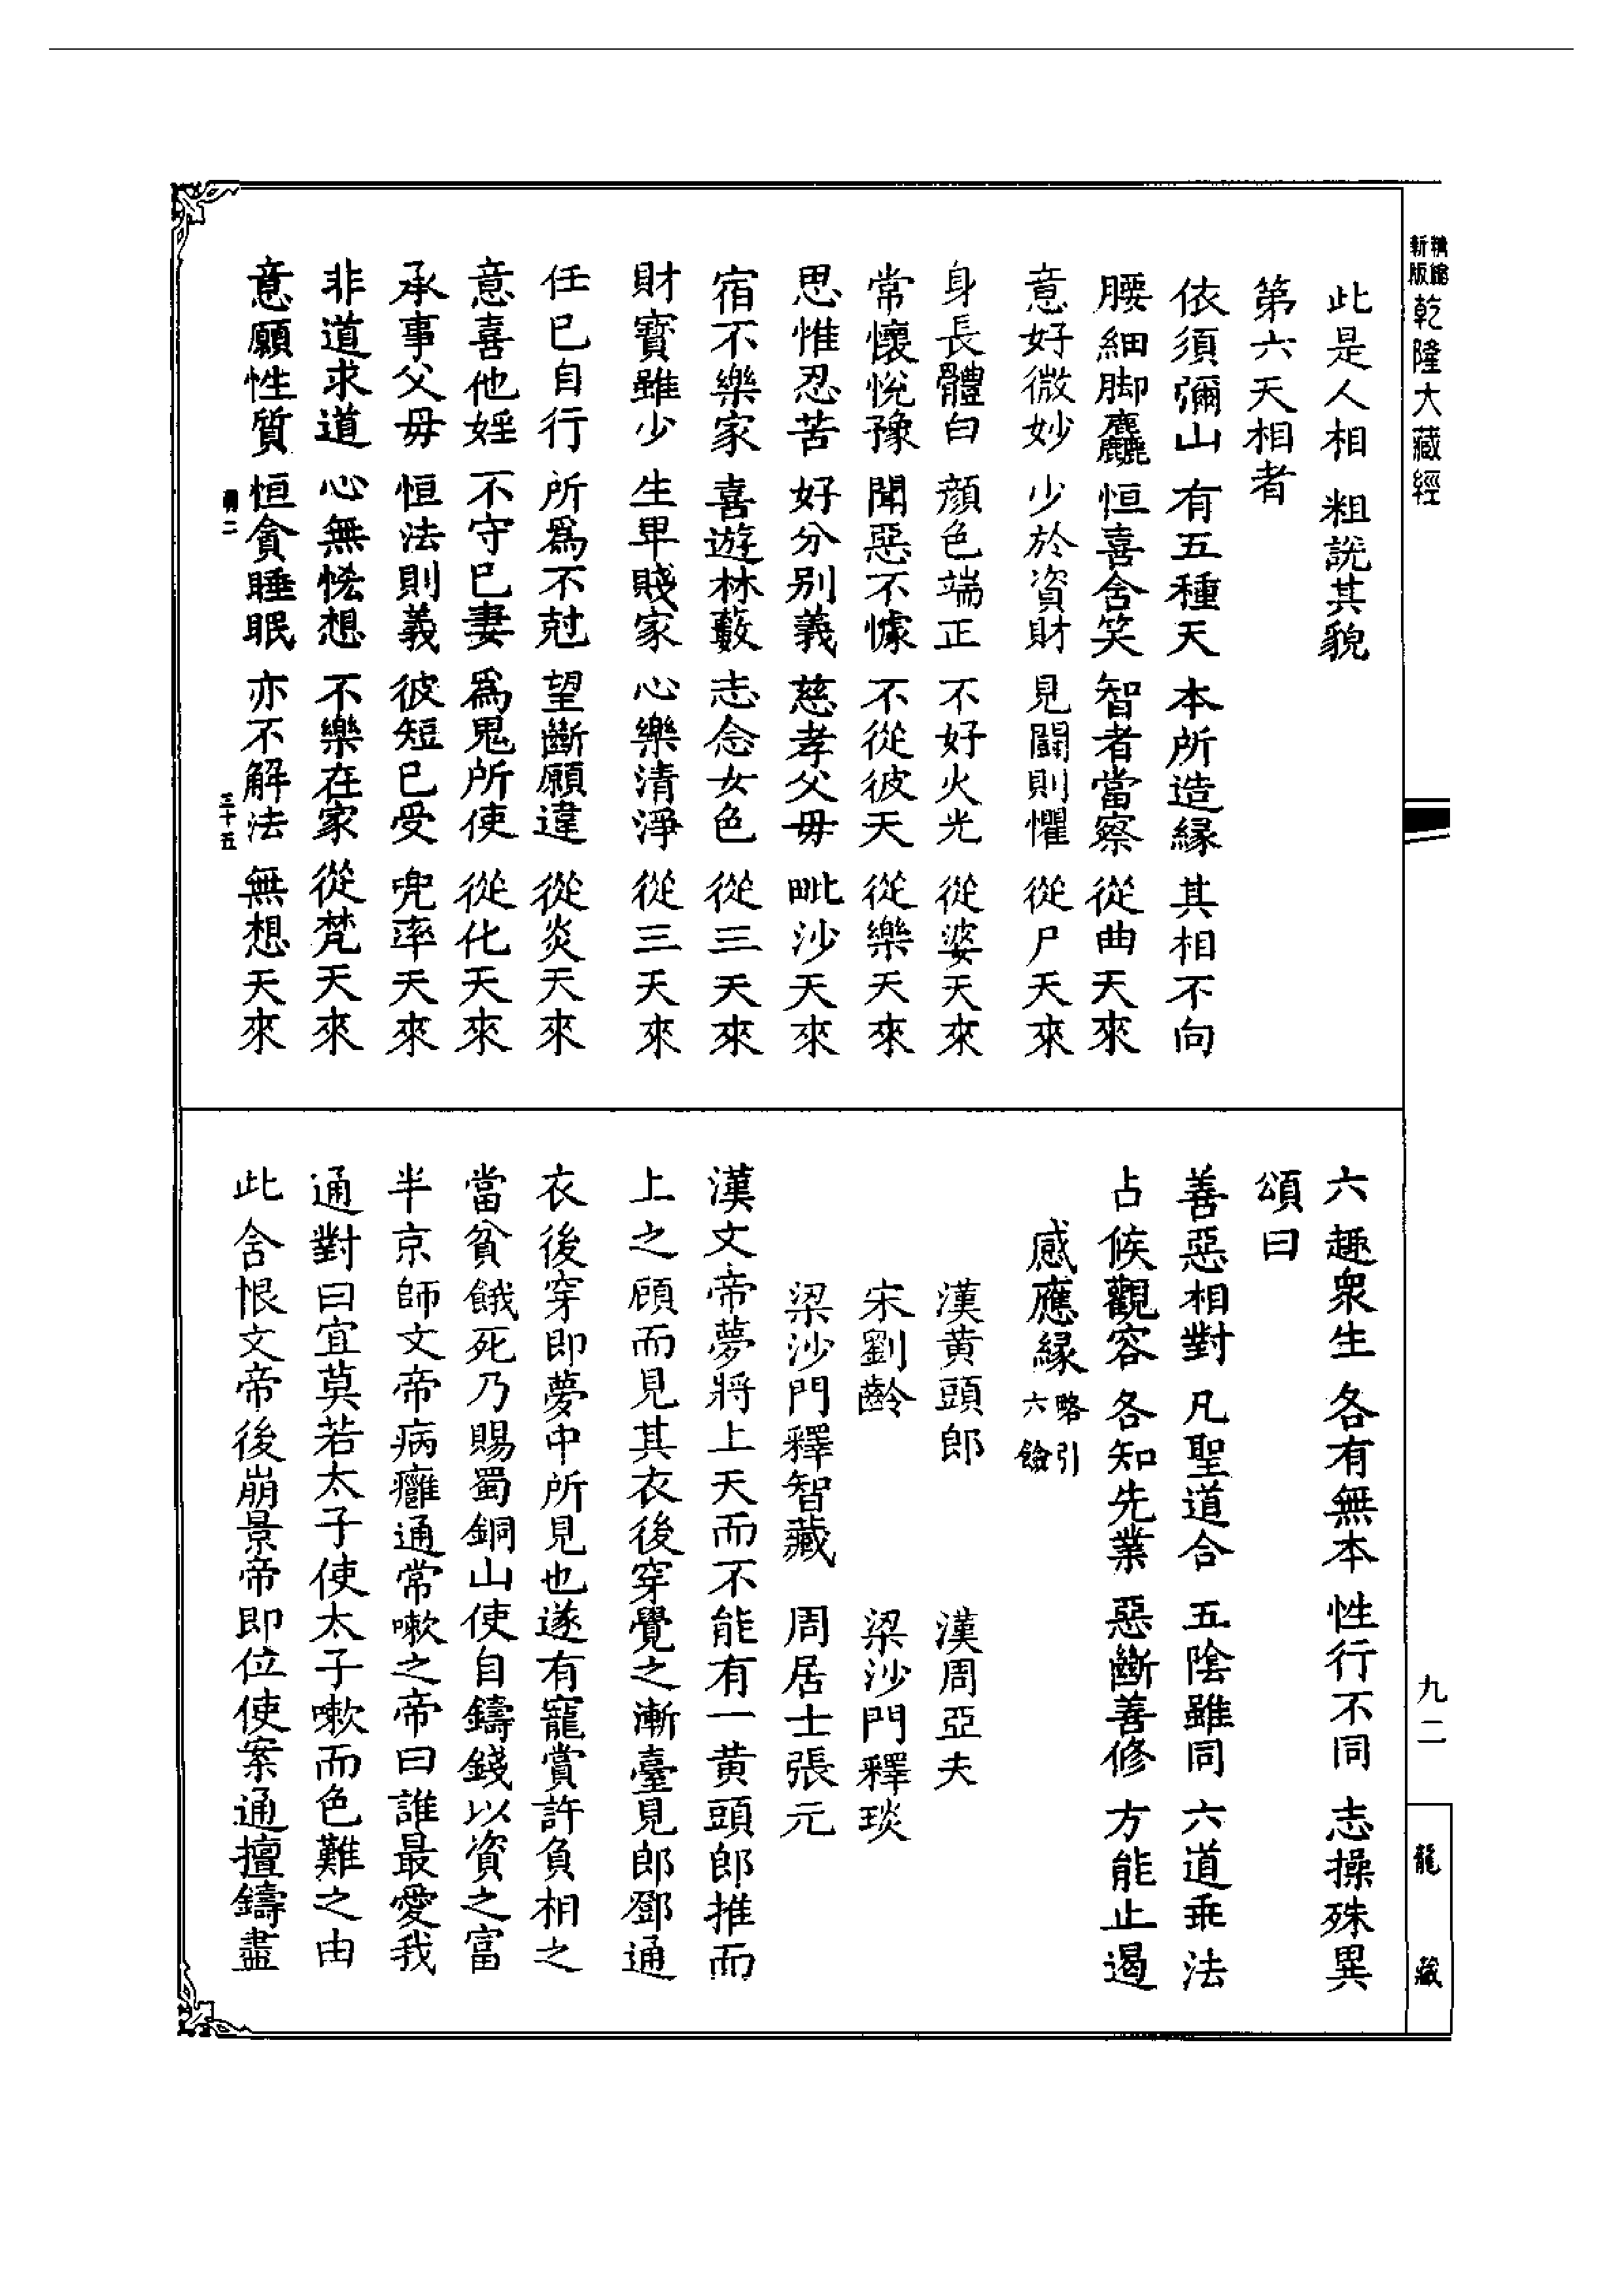 精縮新版乾隆大藏經
此是人相 粗說其貌
第六天相者
依須彌山 有五種天 本所造緣 其相不向
腰細脚麤 恒喜含笑 智者當察 從曲天來
意好微妙 少於資財 見鬪則懼 從尸天來
身長體白 顏色端正 不好火光 從婆天來
常懷悅豫 聞惡不懅 不從彼天 從樂天來
思惟忍苦 好分別義 慈孝父毋 毗沙天來
宿不樂家 喜遊林藪 志念女色 從三天來
財寶雖少 生卑賤家 心樂清淨 從三天來
任已自行 所爲不尅 望斷願違 從炎天來
意喜他婬 不守已妻 爲鬼所使 從化天來
承事父毋 恒法則義 彼短已受 兜率天來
非道求道 心無悋想 不樂在家 從梵天來
意願性質 恒貪睡眠 亦不解法 無想天來
三十五
六趣衆生 各有無本 性行不同 志操殊異
頌曰
善惡相對 凡聖道合 五陰雖同 六道乖法
占候觀容 各知先業 惡斷善修 方能止遏
感應緣 略引六驗
漢黃頭郎 漢周亞夫
宋劉齡 梁沙門釋琰
梁沙門釋智藏 周居士張元
漢文帝夢將上天而不能有一黃頭郎推而
上之顧而見其衣後穿覺之漸臺見郎鄧通
衣後穿即夢中所見也遂有寵賞許負相之
當貧餓死乃賜蜀銅山使自鑄錢以資之富
半京師文帝病癰通常嗽之帝曰誰最愛我
通對曰宜莫若太子使太子嗽而色難之由
此含恨文帝後崩景帝即位使案通擅鑄盡
九二
龍藏